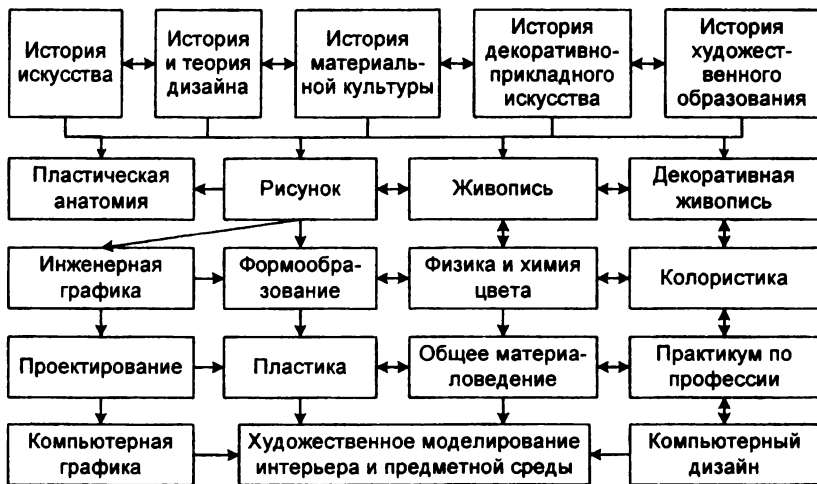 История
искусства
История
и теория
дизайна
История
материаль-
ной культуры
История
декоративно-
прикладного
искусства
История
художест-
венного
образования
Пластическая
анатомия
Рисунок
Живопись
Декоративная
живопись
Инженерная
графика
Формообра-
зование
Физика и химия
цвета
Колористика
Проектирование
Пластика
Общее материа-
ловедение
Практикум по
профессии
Компьютерная
графика
Художественное моделирование
интерьера и предметной среды
Компьютерный
дизайн